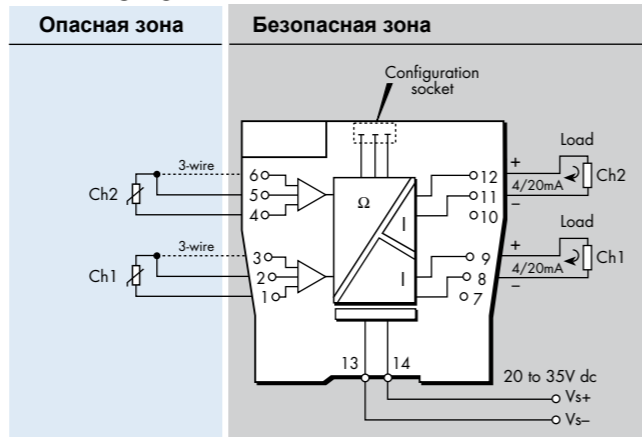 Опасная зона
Безопасная зона
Configuration
socket
Load
3-wire
6
12
+
Ch2
5
Ω
11
4/20mA
Ch2
4
I
10
–
Load
3-wire
3
9
+
Ch1
2
I
8
4/20mA
Ch1
1
7
–
13
14
20 to 35V dc
Vs+
Vs–